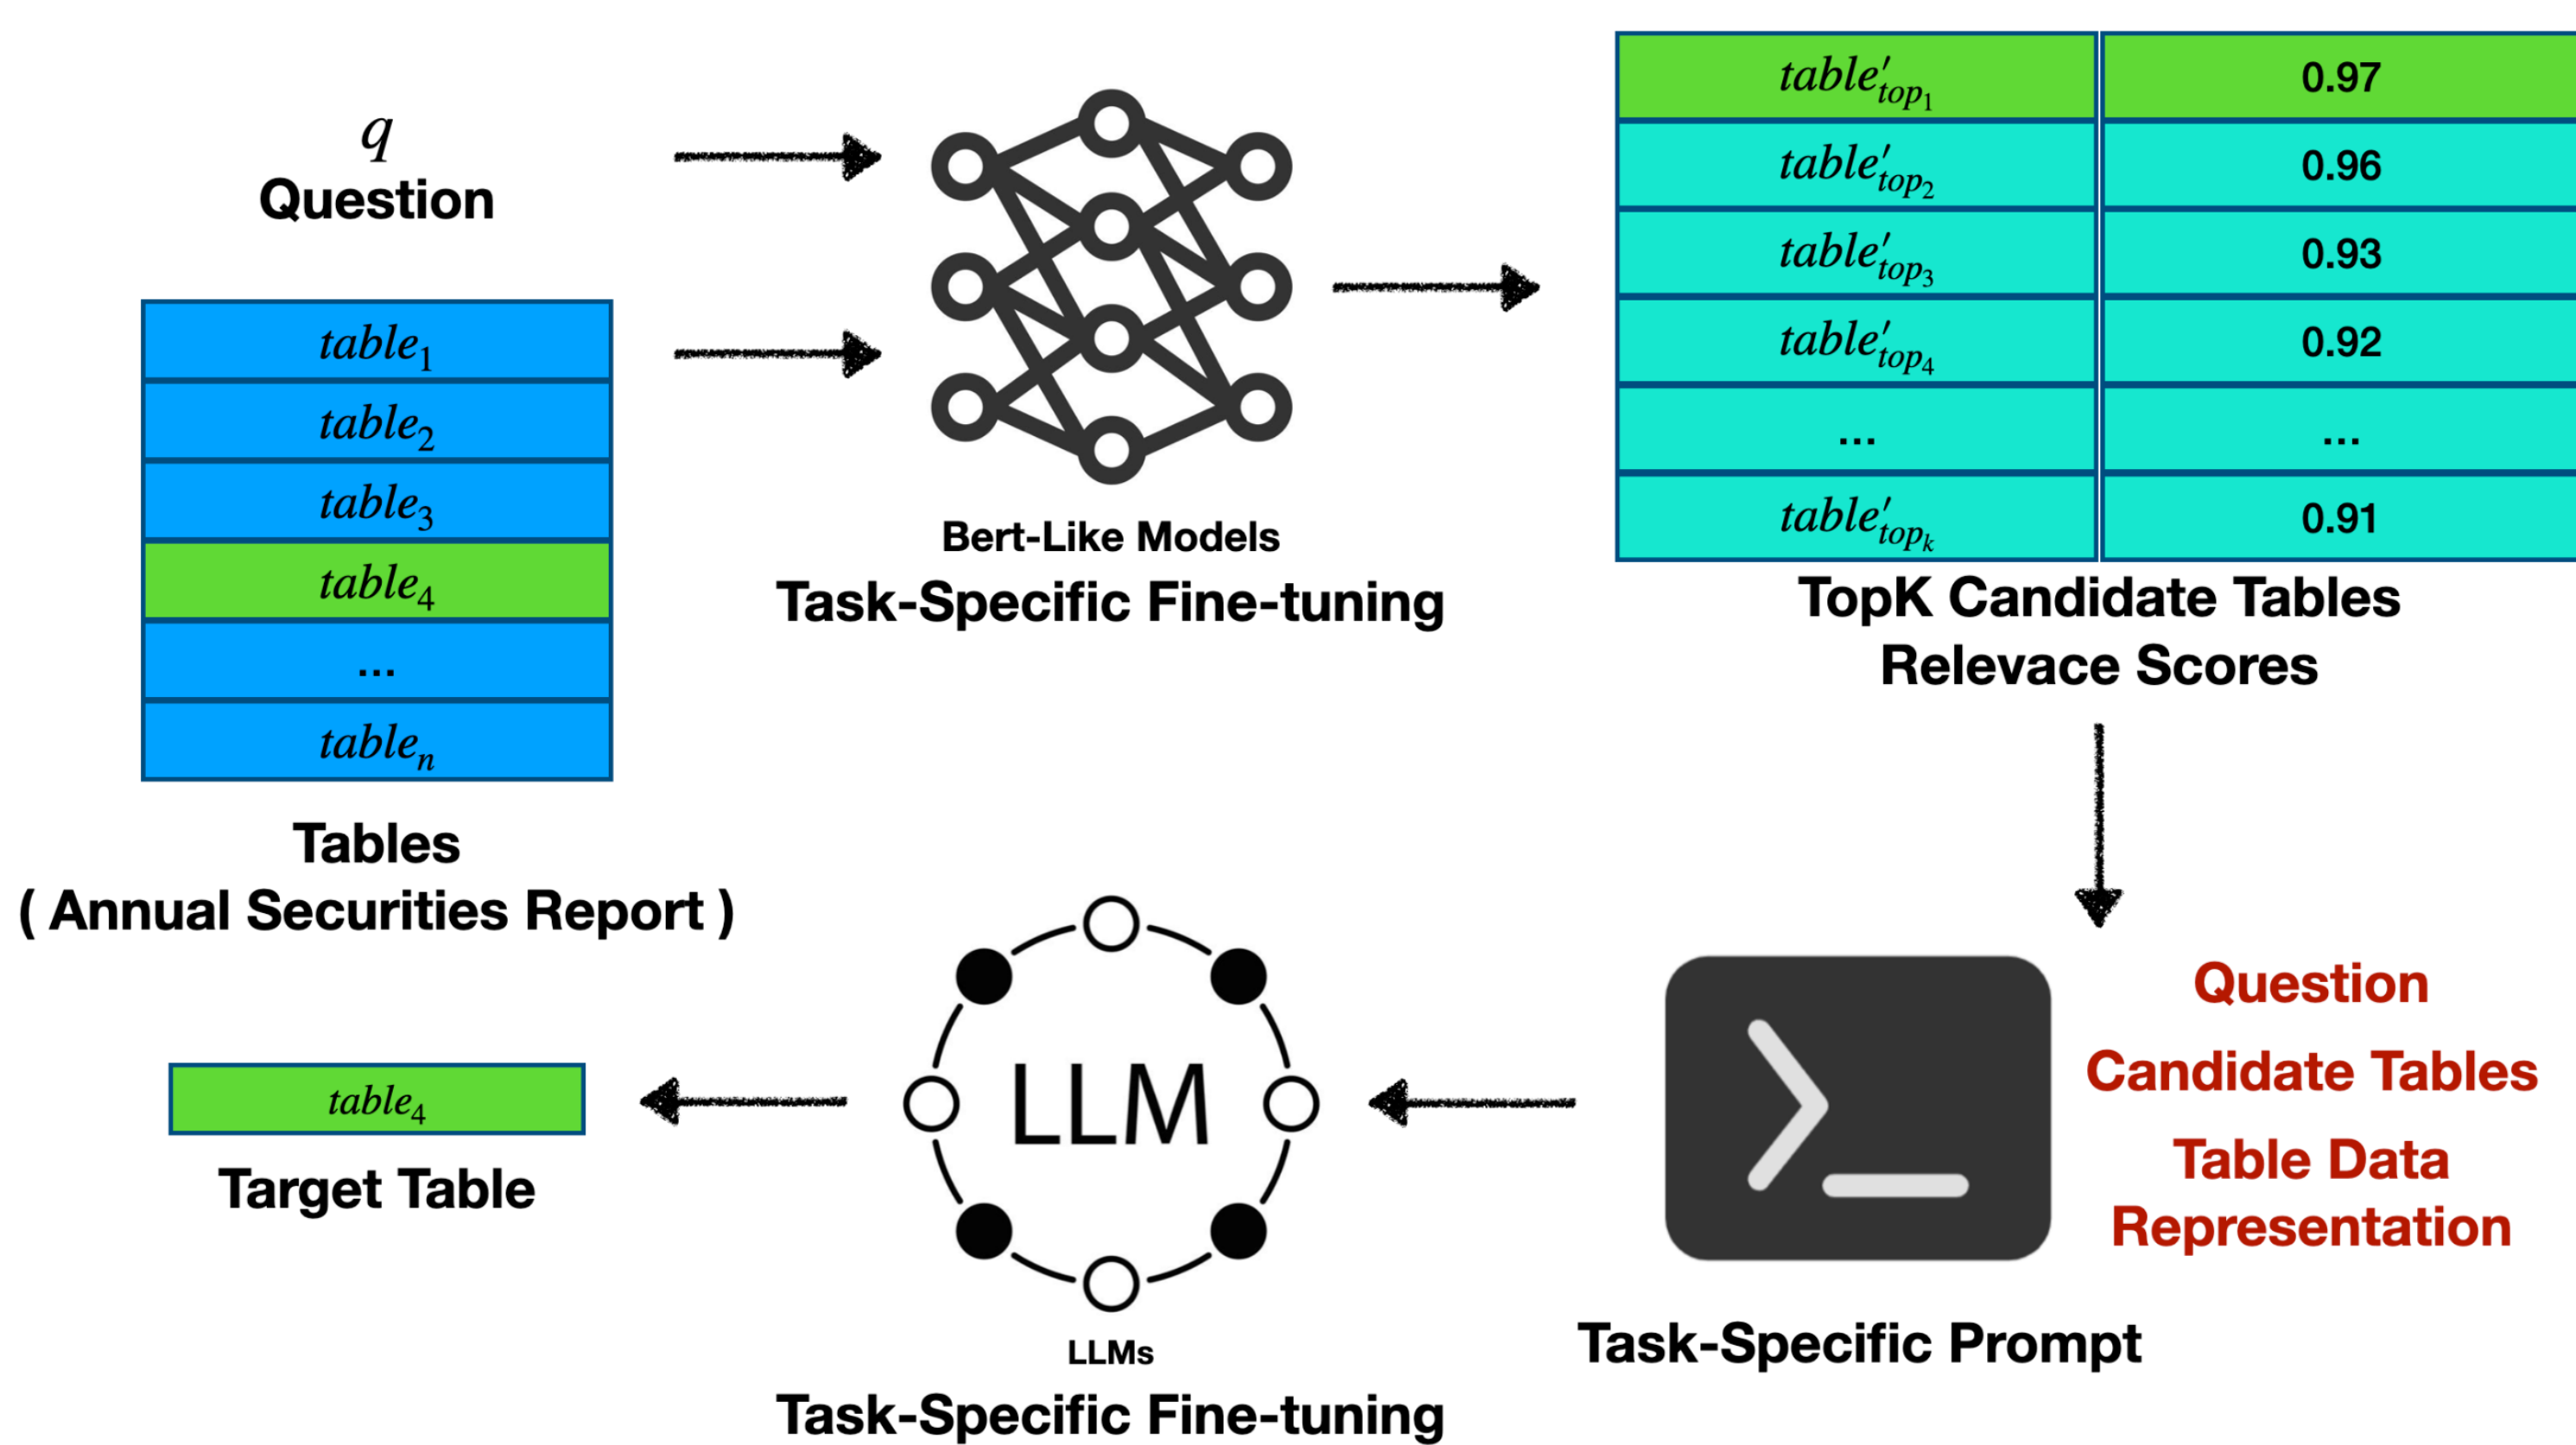 q
Question
table₁
table₂
table₃
table₄
...
tableₙ
Tables
( Annual Securities Report )
Bert-Like Models
Task-Specific Fine-tuning
table′top₁ 0.97
table′top₂ 0.96
table′top₃ 0.93
table′top₄ 0.92
... ...
table′topₖ 0.91
TopK Candidate Tables
Relevace Scores
Question
Candidate Tables
Table Data
Representation
Task-Specific Prompt
LLM
LLMs
Task-Specific Fine-tuning
table₄
Target Table